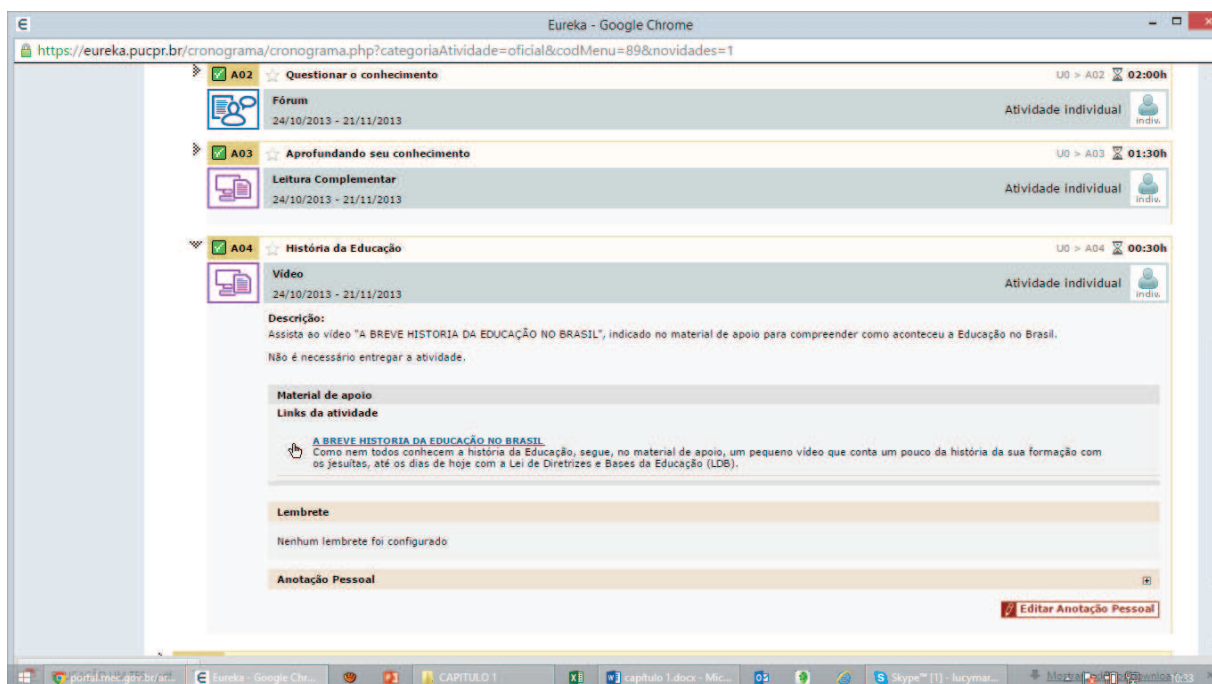 Eureka - Google Chrome
https://eureka.pucpr.br/cronograma/cronograma.php?categoriaAtividade=oficial&codMenu=89&novidades=1
A02 Questionar o conhecimento U0 > A02 02:00h
Fórum
24/10/2013 - 21/11/2013
Atividade individual
indiv.
A03 Aprofundando seu conhecimento U0 > A03 01:30h
Leitura Complementar
24/10/2013 - 21/11/2013
Atividade individual
indiv.
A04 História da Educação U0 > A04 00:30h
Vídeo
24/10/2013 - 21/11/2013
Atividade individual
indiv.
Descrição:
Assista ao vídeo "A BREVE HISTORIA DA EDUCAÇÃO NO BRASIL", indicado no material de apoio para compreender como aconteceu a Educação no Brasil.
Não é necessário entregar a atividade.
Material de apoio
Links da atividade
A BREVE HISTORIA DA EDUCAÇÃO NO BRASIL
Como nem todos conhecem a história da Educação, segue, no material de apoio, um pequeno vídeo que conta um pouco da história da sua formação com
os jesuítas, até os dias de hoje com a Lei de Diretrizes e Bases da Educação (LDB).
Lembrete
Nenhum lembrete foi configurado
Anotação Pessoal
Editar Anotação Pessoal
portal.mec.gov.br/ar... Eureka - Google Chr... CAPITULO 1 capítulo 1.docx - Mic... Skype™ [1] - lucymar...